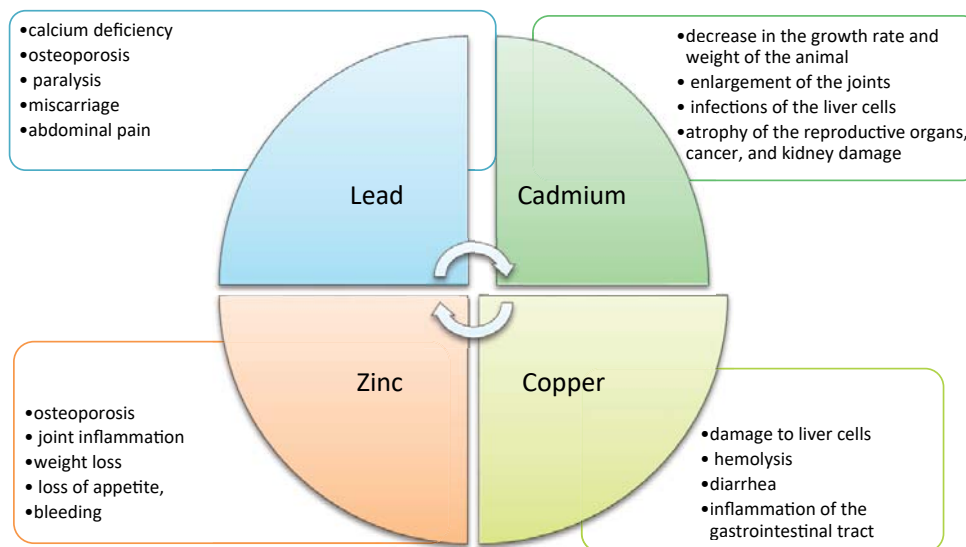 •calcium deficiency
•osteoporosis
• paralysis
•miscarriage
•abdominal pain
•decrease in the growth rate and
weight of the animal
• enlargement of the joints
• infections of the liver cells
•atrophy of the reproductive organs,
cancer, and kidney damage
Lead
Cadmium
Zinc
Copper
•osteoporosis
• joint inflammation
•weight loss
• loss of appetite,
•bleeding
•damage to liver cells
• hemolysis
•diarrhea
•inflammation of the
gastrointestinal tract